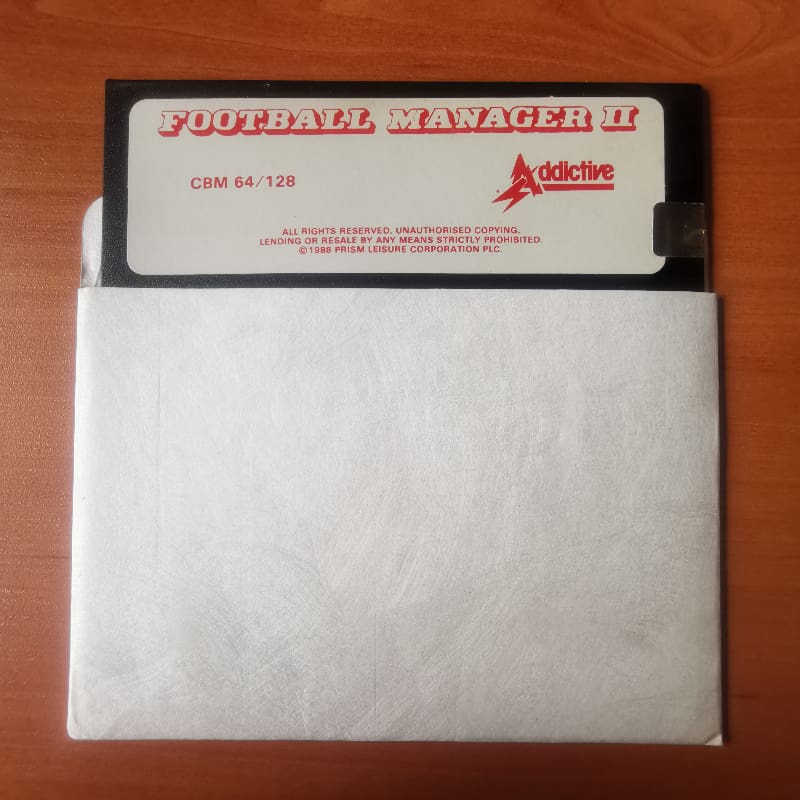 FOOTBALL MANAGER II
CBM 64/128
Addictive
ALL RIGHTS RESERVED. UNAUTHORISED COPYING,
LENDING OR RESALE BY ANY MEANS STRICTLY PROHIBITED.
©1988 PRISM LEISURE CORPORATION PLC.